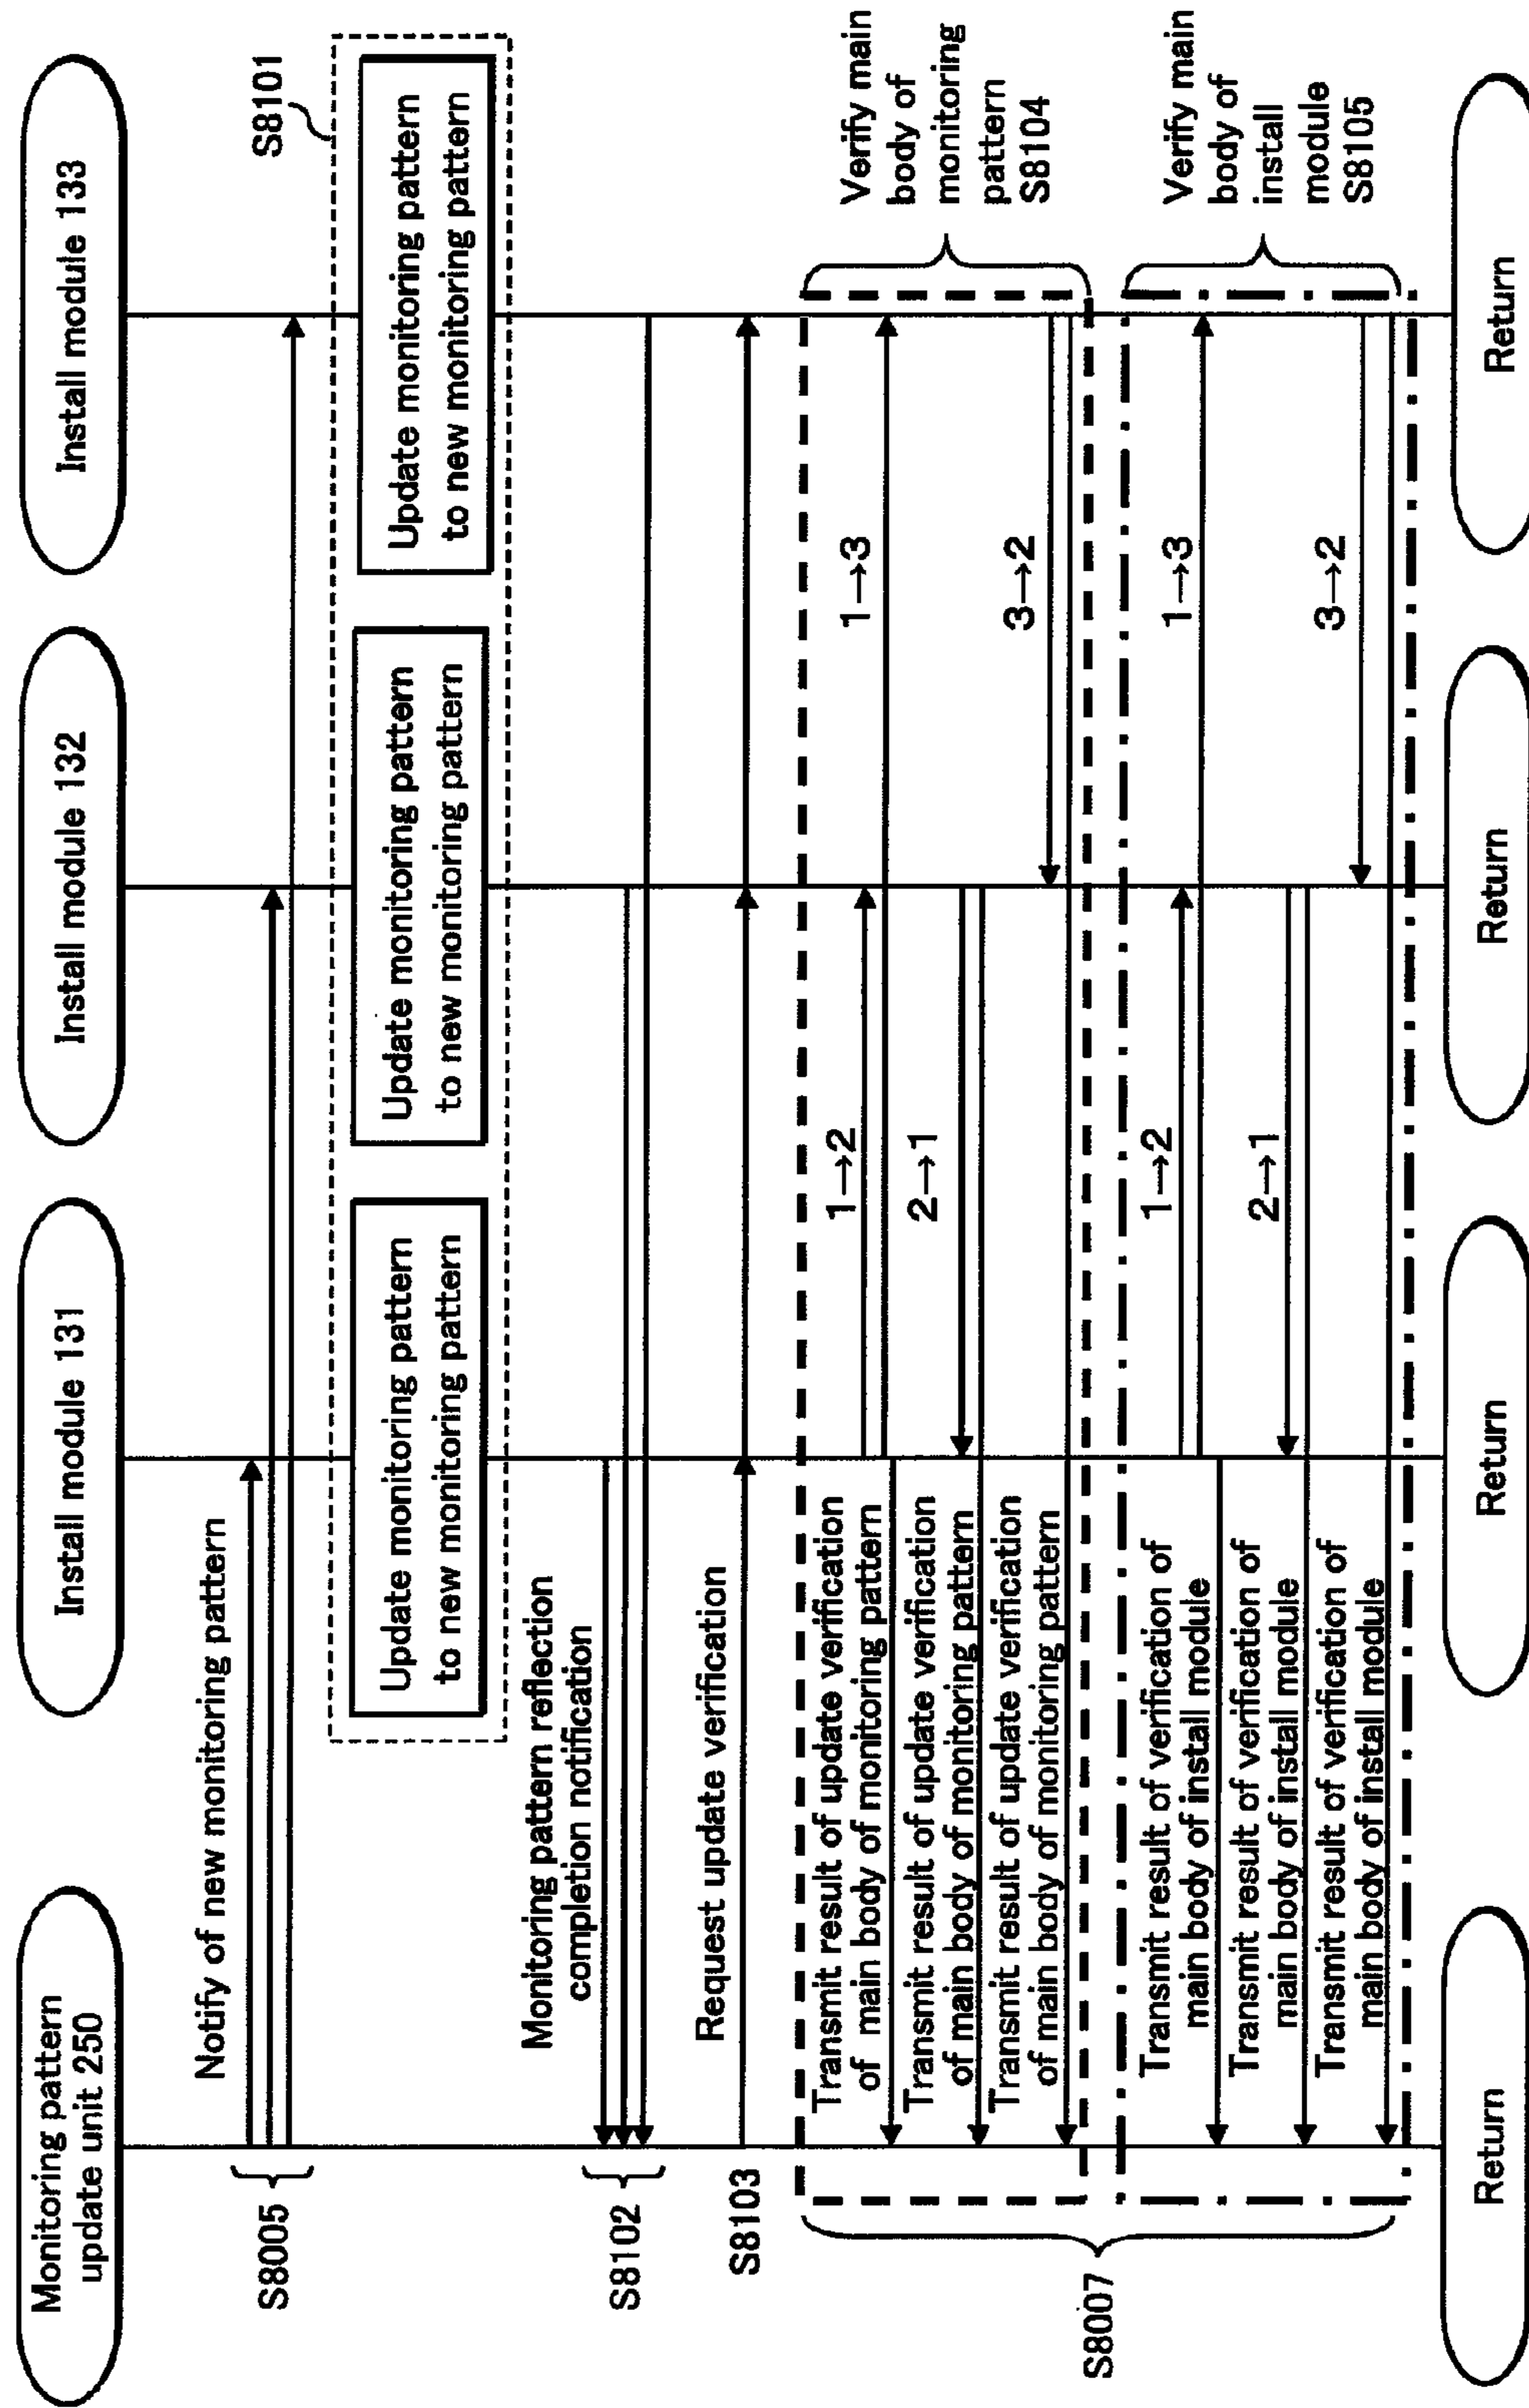 Monitoring pattern
update unit 250
Install module 131
Install module 132
Install module 133
Notify of new monitoring pattern
S8005
S8101
Update monitoring pattern
to new monitoring pattern
Update monitoring pattern
to new monitoring pattern
Update monitoring pattern
to new monitoring pattern
Monitoring pattern reflection
completion notification
S8102
Request update verification
S8103
Transmit result of update verification
of main body of monitoring pattern
Transmit result of update verification
of main body of monitoring pattern
Transmit result of update verification
of main body of monitoring pattern
1→2
2→1
1→3
3→2
Verify main
body of
monitoring
pattern
S8104
S8007
Transmit result of verification of
main body of install module
Transmit result of verification of
main body of install module
Transmit result of verification of
main body of install module
1→2
2→1
1→3
3→2
Verify main
body of
install
module
S8105
Return
Return
Return
Return